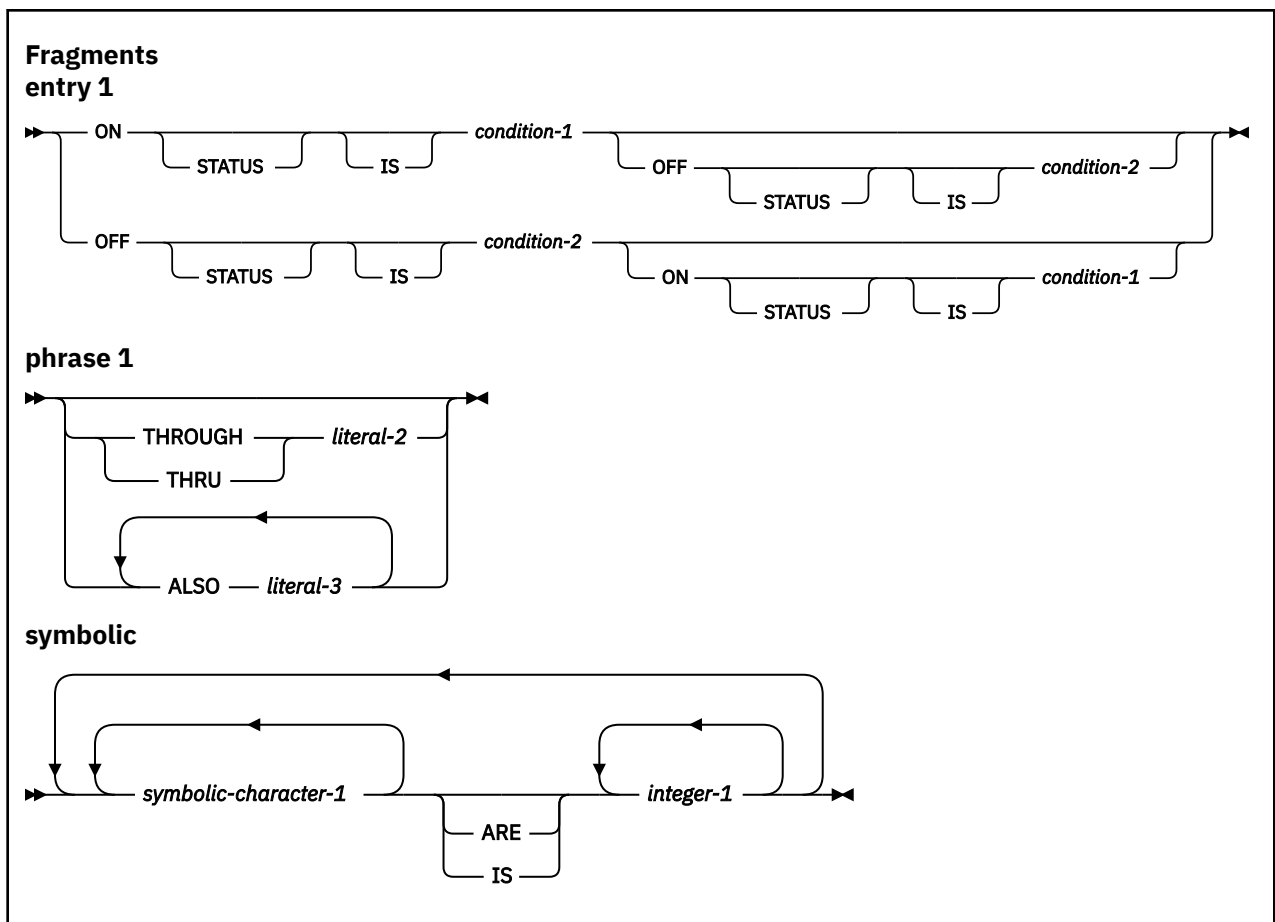 Fragments
entry 1
ON condition-1
STATUS IS OFF condition-2
STATUS IS
OFF condition-2
STATUS IS ON condition-1
STATUS IS
phrase 1
THROUGH literal-2
THRU
ALSO literal-3
symbolic
symbolic-character-1 integer-1
ARE
IS